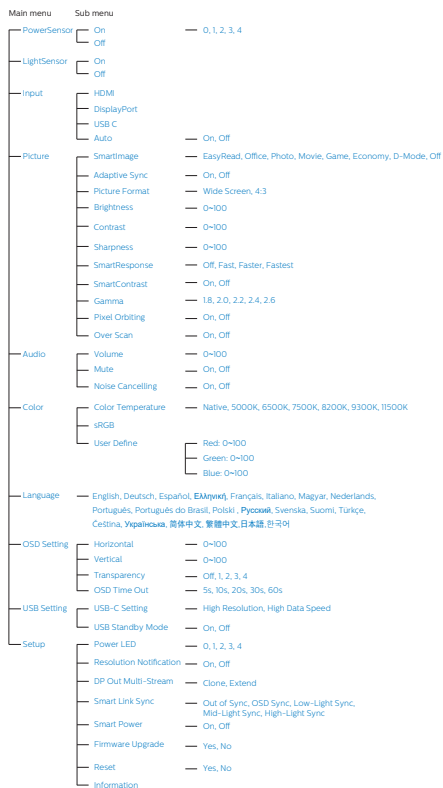 Main menu Sub menu
PowerSensor On 0, 1, 2, 3, 4
Off
LightSensor On
Off
Input HDMI
DisplayPort
USB C
Auto On, Off
Picture SmartImage EasyRead, Office, Photo, Movie, Game, Economy, D-Mode, Off
Adaptive Sync On, Off
Picture Format Wide Screen, 4:3
Brightness 0~100
Contrast 0~100
Sharpness 0~100
SmartResponse Off, Fast, Faster, Fastest
SmartContrast On, Off
Gamma 1.8, 2.0, 2.2, 2.4, 2.6
Pixel Orbiting On, Off
Over Scan On, Off
Audio Volume 0~100
Mute On, Off
Noise Cancelling On, Off
Color Color Temperature Native, 5000K, 6500K, 7500K, 8200K, 9300K, 11500K
sRGB
User Define Red: 0~100
Green: 0~100
Blue: 0~100
Language English, Deutsch, Español, Ελληνική, Français, Italiano, Magyar, Nederlands,
Português, Português do Brasil, Polski , Русский, Svenska, Suomi, Türkçe,
Čeština, Українська, 简体中文, 繁體中文,日本語,한국어
OSD Setting Horizontal 0~100
Vertical 0~100
Transparency Off, 1, 2, 3, 4
OSD Time Out 5s, 10s, 20s, 30s, 60s
USB Setting USB-C Setting High Resolution, High Data Speed
USB Standby Mode On, Off
Setup Power LED 0, 1, 2, 3, 4
Resolution Notification On, Off
DP Out Multi-Stream Clone, Extend
Smart Link Sync Out of Sync, OSD Sync, Low-Light Sync,
Mid-Light Sync, High-Light Sync
Smart Power On, Off
Firmware Upgrade Yes, No
Reset Yes, No
Information